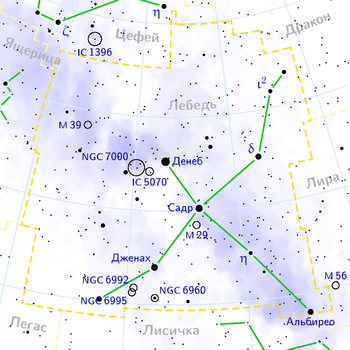 η
Дракон
ζ
Цефей
IC 1396
Ящерица
ι²
Лебедь
M 39
δ
NGC 7000
Денеб
IC 5070
Лира
Садр
M 29
η
Дженах
NGC 6992
M 56
NGC 6960
NGC 6995
Альбирео
Пегас
Лисичка